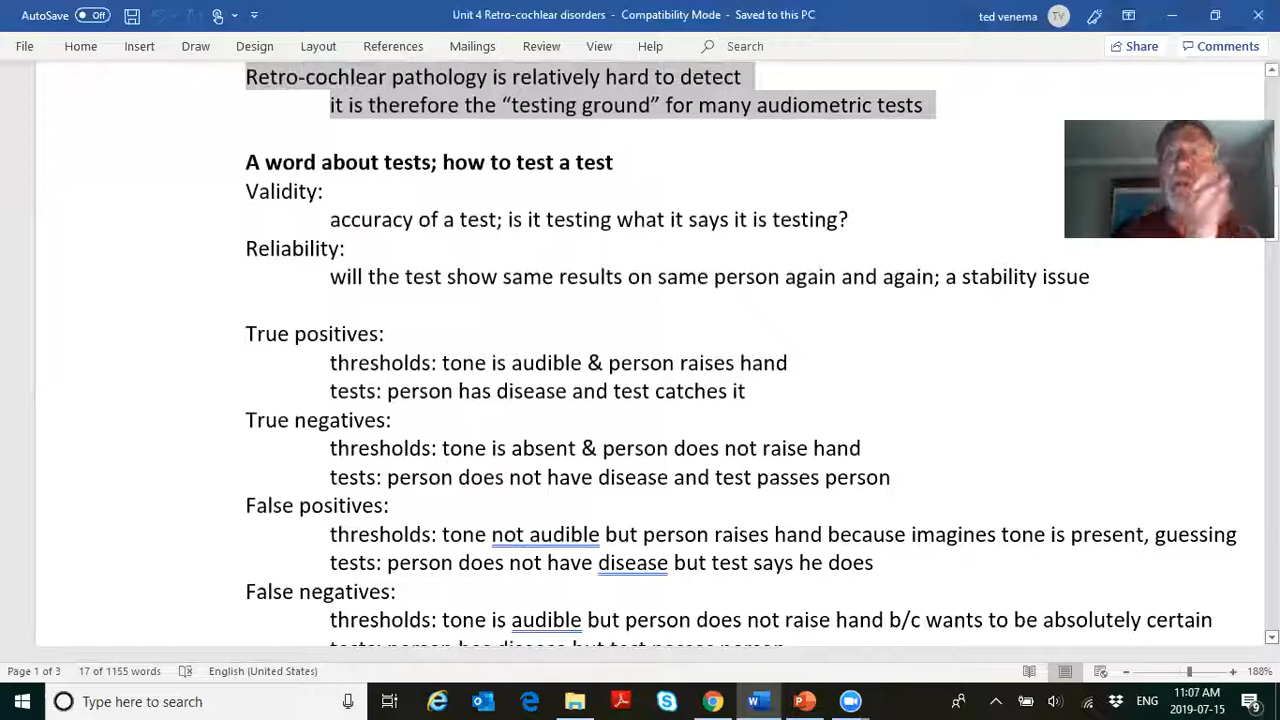 AutoSave Off
Unit 4 Retro-cochlear disorders - Compatibility Mode - Saved to this PC
ted venema TV
File Home Insert Draw Design Layout References Mailings Review View Help Search Share Comments
Retro-cochlear pathology is relatively hard to detect
it is therefore the “testing ground” for many audiometric tests
A word about tests; how to test a test
Validity:
accuracy of a test; is it testing what it says it is testing?
Reliability:
will the test show same results on same person again and again; a stability issue
True positives:
thresholds: tone is audible & person raises hand
tests: person has disease and test catches it
True negatives:
thresholds: tone is absent & person does not raise hand
tests: person does not have disease and test passes person
False positives:
thresholds: tone not audible but person raises hand because imagines tone is present, guessing
tests: person does not have disease but test says he does
False negatives:
thresholds: tone is audible but person does not raise hand b/c wants to be absolutely certain
tests: person has disease but test passes person
Page 1 of 3 17 of 1155 words English (United States) 188%
Type here to search
ENG
11:07 AM
2019-07-15